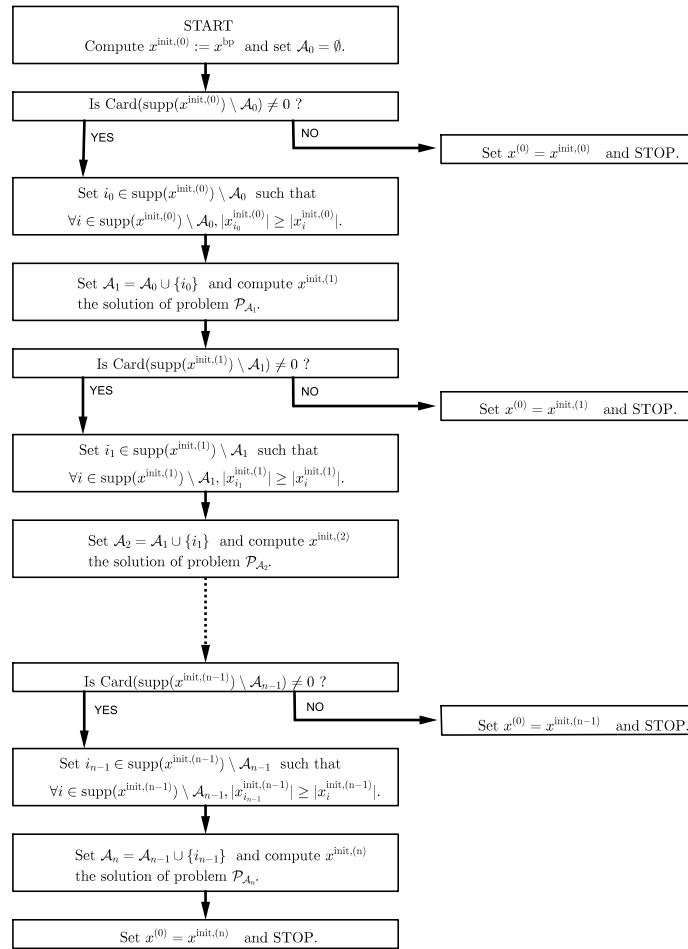 START
Compute x^{init,(0)} := x^{bp} and set 𝒜_0 = ∅.
Is Card(supp(x^{init,(0)}) \ 𝒜_0) ≠ 0 ?
YES
NO
Set x^{(0)} = x^{init,(0)} and STOP.
Set i_0 ∈ supp(x^{init,(0)}) \ 𝒜_0 such that
∀i ∈ supp(x^{init,(0)}) \ 𝒜_0, |x_{i_0}^{init,(0)}| ≥ |x_i^{init,(0)}|.
Set 𝒜_1 = 𝒜_0 ∪ {i_0} and compute x^{init,(1)}
the solution of problem 𝒫_{𝒜_1}.
Is Card(supp(x^{init,(1)}) \ 𝒜_1) ≠ 0 ?
YES
NO
Set x^{(0)} = x^{init,(1)} and STOP.
Set i_1 ∈ supp(x^{init,(1)}) \ 𝒜_1 such that
∀i ∈ supp(x^{init,(1)}) \ 𝒜_1, |x_{i_1}^{init,(1)}| ≥ |x_i^{init,(1)}|.
Set 𝒜_2 = 𝒜_1 ∪ {i_1} and compute x^{init,(2)}
the solution of problem 𝒫_{𝒜_2}.
Is Card(supp(x^{init,(n−1)}) \ 𝒜_{n−1}) ≠ 0 ?
YES
NO
Set x^{(0)} = x^{init,(n−1)} and STOP.
Set i_{n−1} ∈ supp(x^{init,(n−1)}) \ 𝒜_{n−1} such that
∀i ∈ supp(x^{init,(n−1)}) \ 𝒜_{n−1}, |x_{i_{n−1}}^{init,(n−1)}| ≥ |x_i^{init,(n−1)}|.
Set 𝒜_n = 𝒜_{n−1} ∪ {i_{n−1}} and compute x^{init,(n)}
the solution of problem 𝒫_{𝒜_n}.
Set x^{(0)} = x^{init,(n)} and STOP.